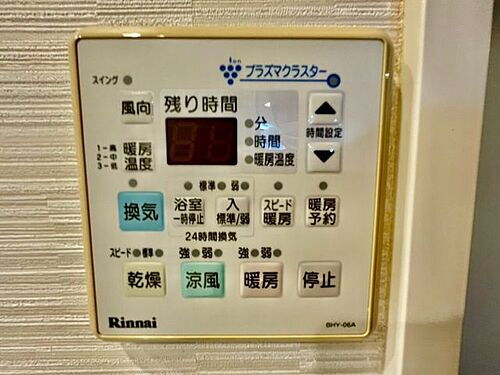 ion
プラズマクラスター
スイング
風向
残り時間
分
時間
暖房温度
時間設定
1-高
2-中
3-低
暖房
温度
標準 弱
換気
浴室
一時停止
入
標準/弱
スピード
暖房
暖房
予約
24時間換気
スピード 標準
強 弱
強 弱
乾燥
涼風
暖房
停止
Rinnai
BHY-06A